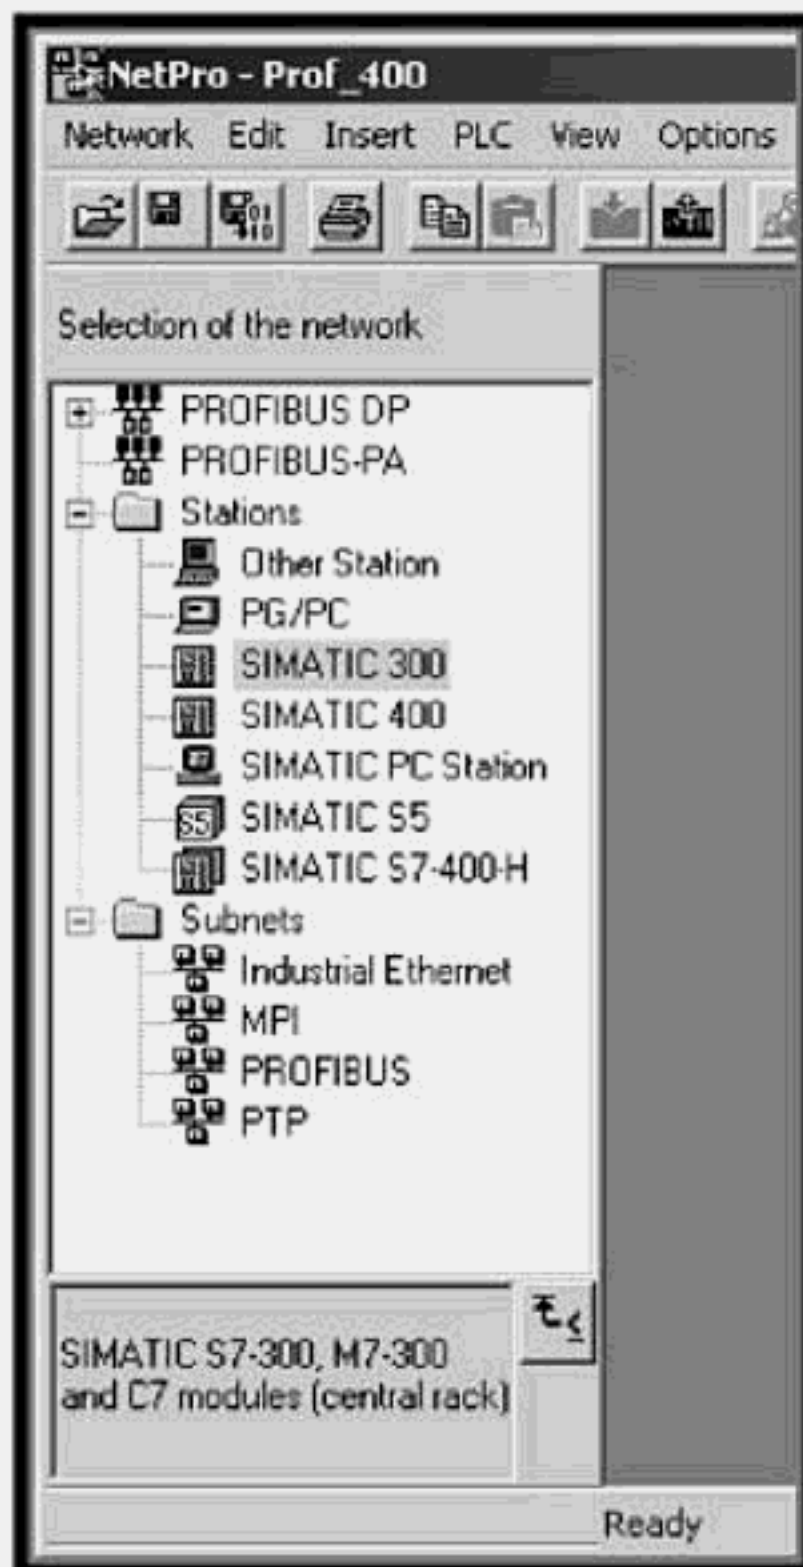 NetPro - Prof_400
Network Edit Insert PLC View Options
Selection of the network
PROFIBUS DP
PROFIBUS-PA
Stations
Other Station
PG/PC
SIMATIC 300
SIMATIC 400
SIMATIC PC Station
S5 SIMATIC S5
SIMATIC S7-400-H
Subnets
Industrial Ethernet
MPI
PROFIBUS
PTP
SIMATIC S7-300, M7-300
and C7 modules (central rack)
Ready